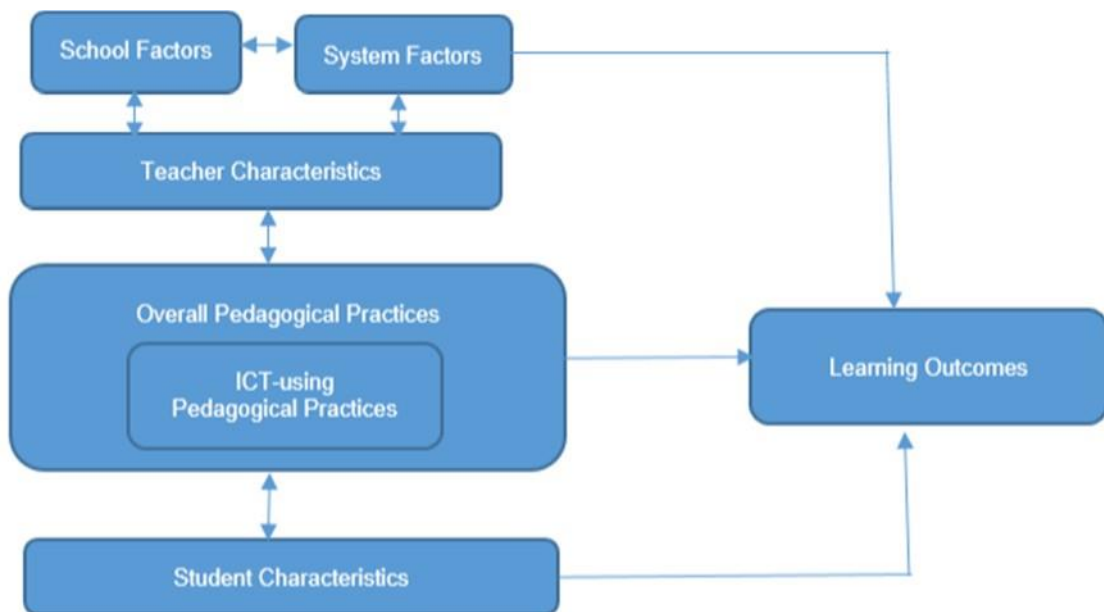 School Factors
System Factors
Teacher Characteristics
Overall Pedagogical Practices
ICT-using
Pedagogical Practices
Learning Outcomes
Student Characteristics